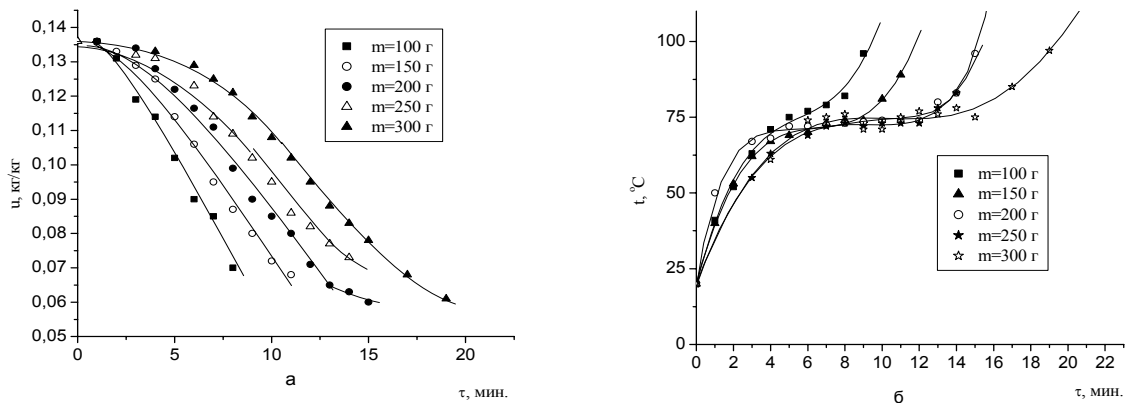 0,14
0,13
0,12
0,11
0,10
0,09
0,08
0,07
0,06
0,05
u, кг/кг
0 5 10 15 20
τ, мин.
а
m=100 г
m=150 г
m=200 г
m=250 г
m=300 г
100
75
50
25
0
t, °C
0 2 4 6 8 10 12 14 16 18 20 22
τ, мин.
б
m=100 г
m=150 г
m=200 г
m=250 г
m=300 г